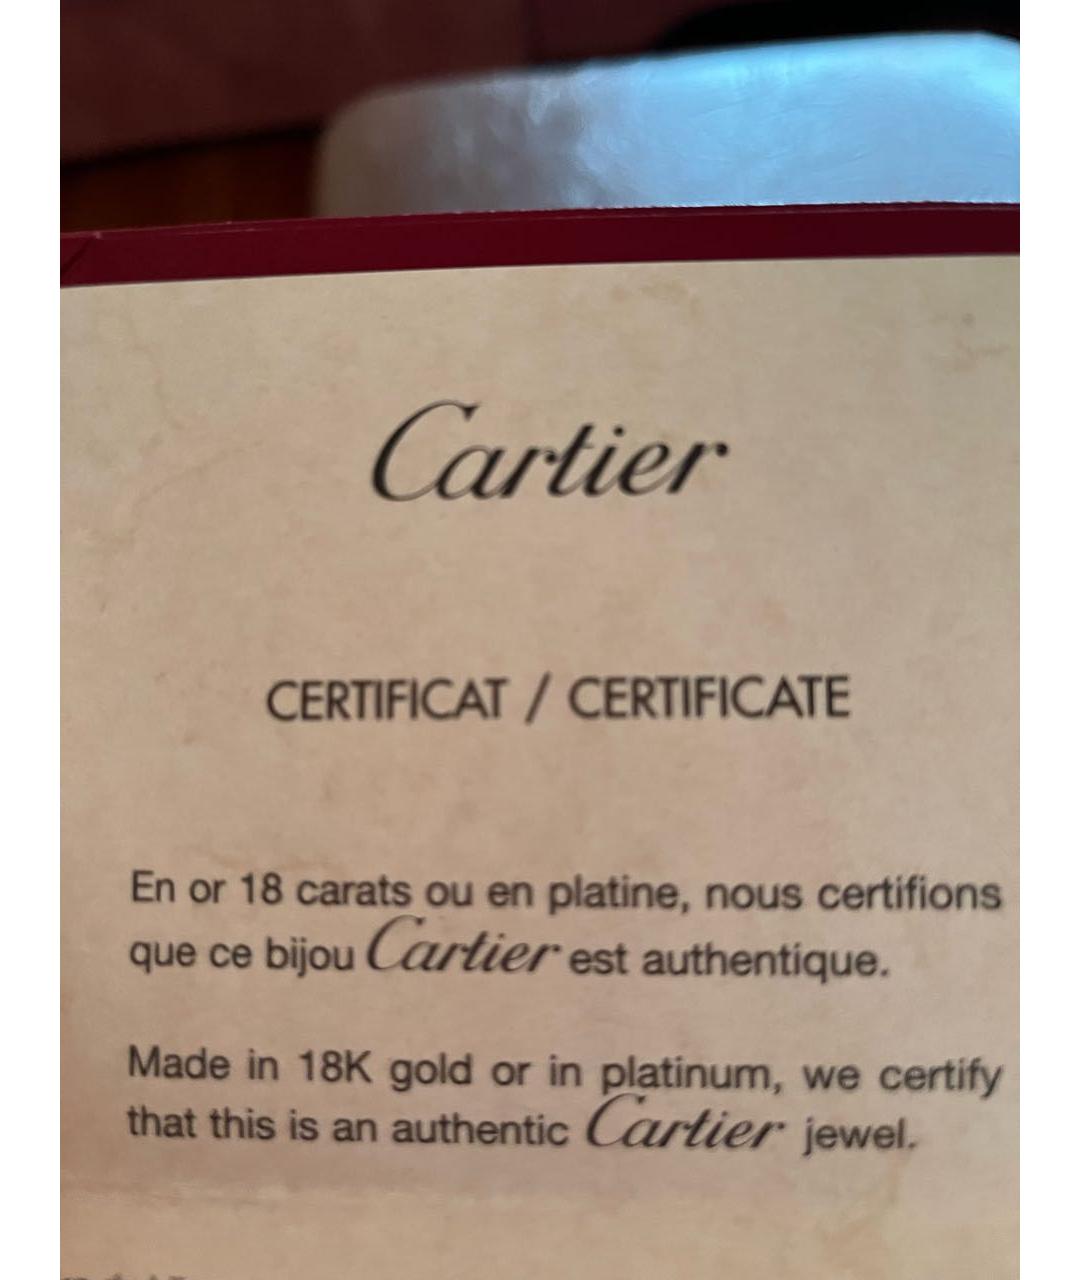 Cartier
CERTIFICAT / CERTIFICATE
En or 18 carats ou en platine, nous certifions
que ce bijou Cartier est authentique.
Made in 18K gold or in platinum, we certify
that this is an authentic Cartier jewel.